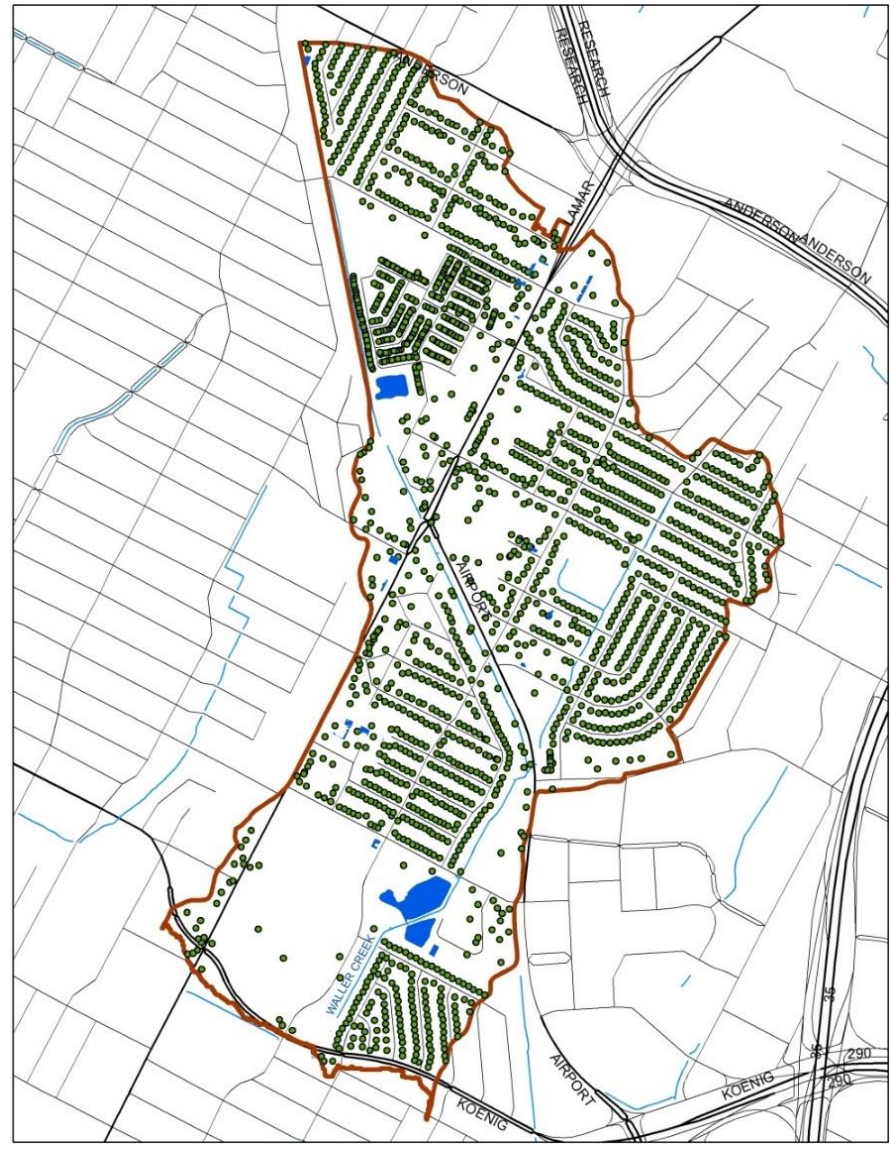 RESEARCH
RESEARCH
ANDERSON
LAMAR
ANDERSON
ANDERSON
AIRPORT
WALLER CREEK
35
35
290
290
KOENIG
AIRPORT
KOENIG